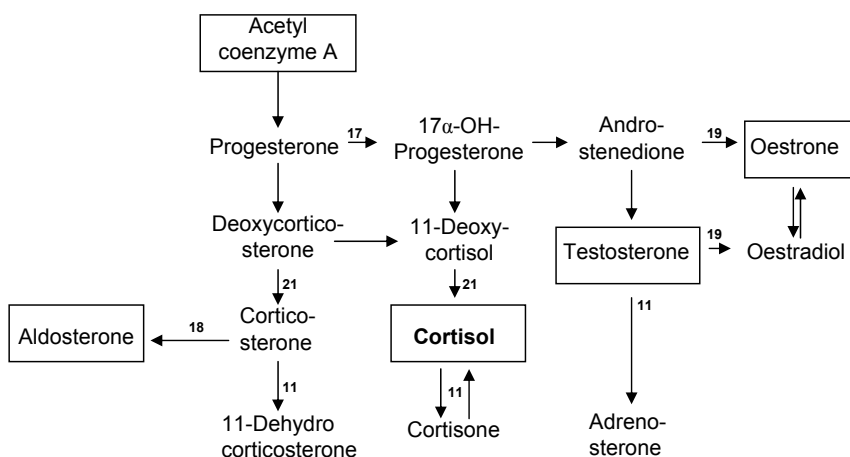 Acetyl
coenzyme A
Progesterone
17
17α-OH-
Progesterone
Andro-
stenedione
19
Oestrone
Deoxycortico-
sterone
11-Deoxy-
cortisol
Testosterone
19
Oestradiol
21
21
Aldosterone
18
Cortico-
sterone
Cortisol
11
11
11
11-Dehydro
corticosterone
Cortisone
Adreno-
sterone